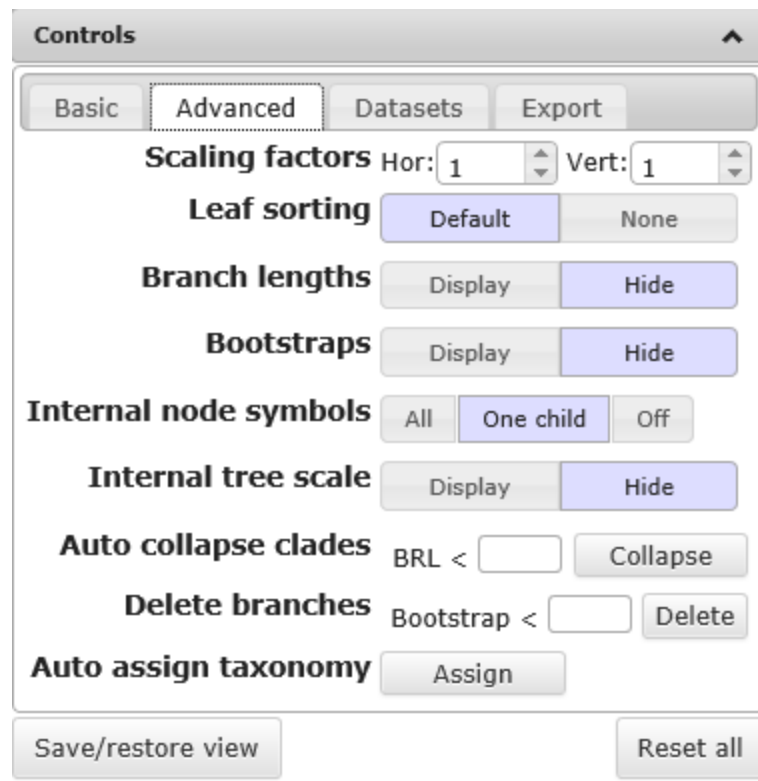 Controls
Basic Advanced Datasets Export
Scaling factors Hor: 1 Vert: 1
Leaf sorting Default None
Branch lengths Display Hide
Bootstraps Display Hide
Internal node symbols All One child Off
Internal tree scale Display Hide
Auto collapse clades BRL < Collapse
Delete branches Bootstrap < Delete
Auto assign taxonomy Assign
Save/restore view Reset all